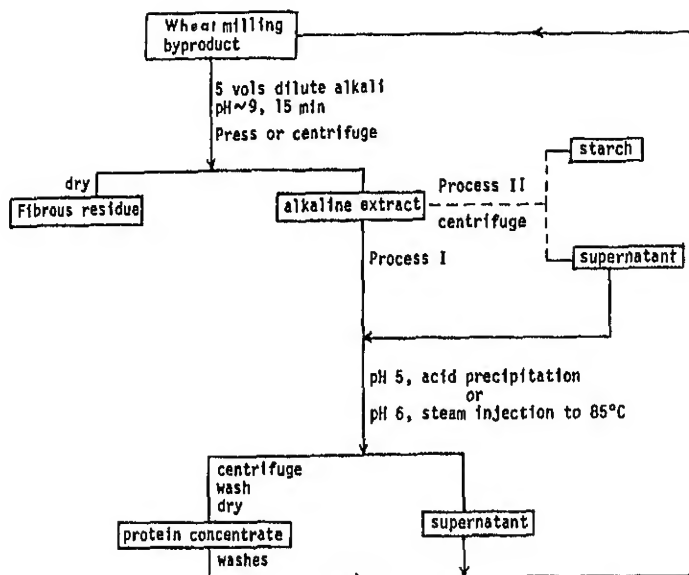 Wheat milling
byproduct
5 vols dilute alkali
pH~9, 15 min
Press or centrifuge
dry
Fibrous residue
alkaline extract
Process II
centrifuge
starch
supernatant
Process I
pH 5, acid precipitation
or
pH 6, steam injection to 85°C
centrifuge
wash
dry
protein concentrate
washes
supernatant